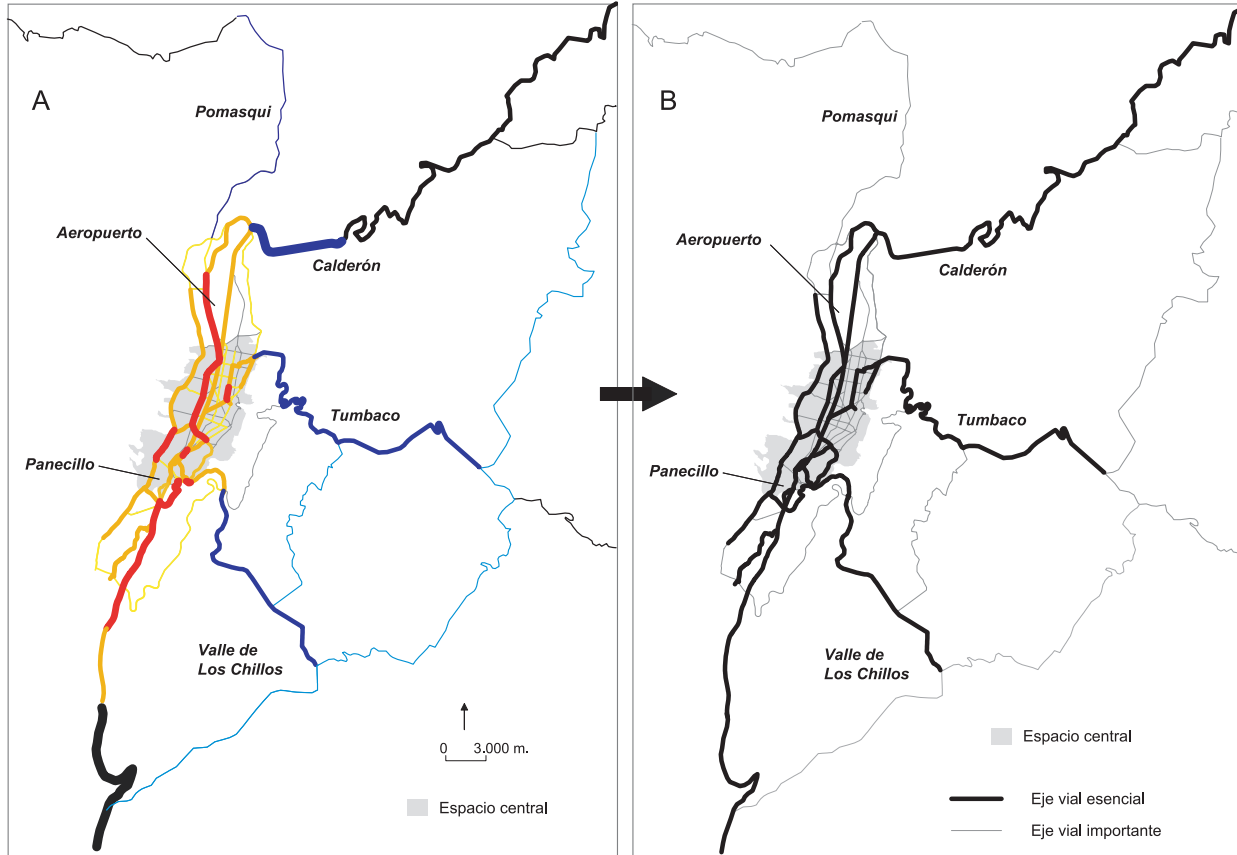 A
Pomasqui
Aeropuerto
Calderón
Tumbaco
Panecillo
Valle de
Los Chillos
0 3.000 m.
Espacio central
B
Pomasqui
Aeropuerto
Calderón
Tumbaco
Panecillo
Valle de
Los Chillos
Espacio central
Eje vial esencial
Eje vial importante